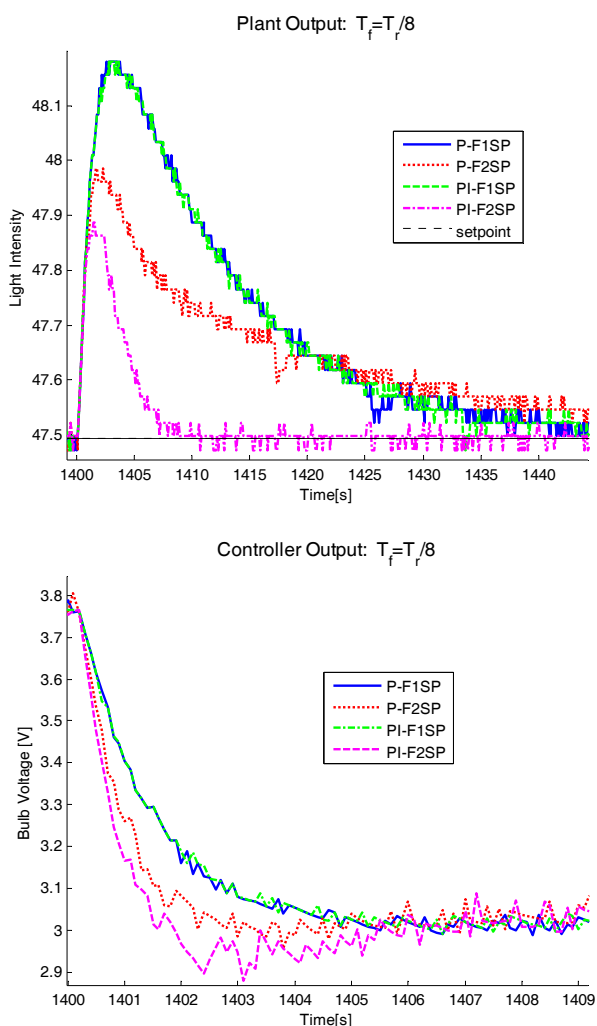 Plant Output: T_f=T_r/8
Light Intensity
48.1
48
47.9
47.8
47.7
47.6
47.5
P-F1SP
P-F2SP
PI-F1SP
PI-F2SP
setpoint
1400 1405 1410 1415 1420 1425 1430 1435 1440
Time[s]
Controller Output: T_f=T_r/8
Bulb Voltage [V]
3.8
3.7
3.6
3.5
3.4
3.3
3.2
3.1
3
2.9
P-F1SP
P-F2SP
PI-F1SP
PI-F2SP
1400 1401 1402 1403 1404 1405 1406 1407 1408 1409
Time[s]